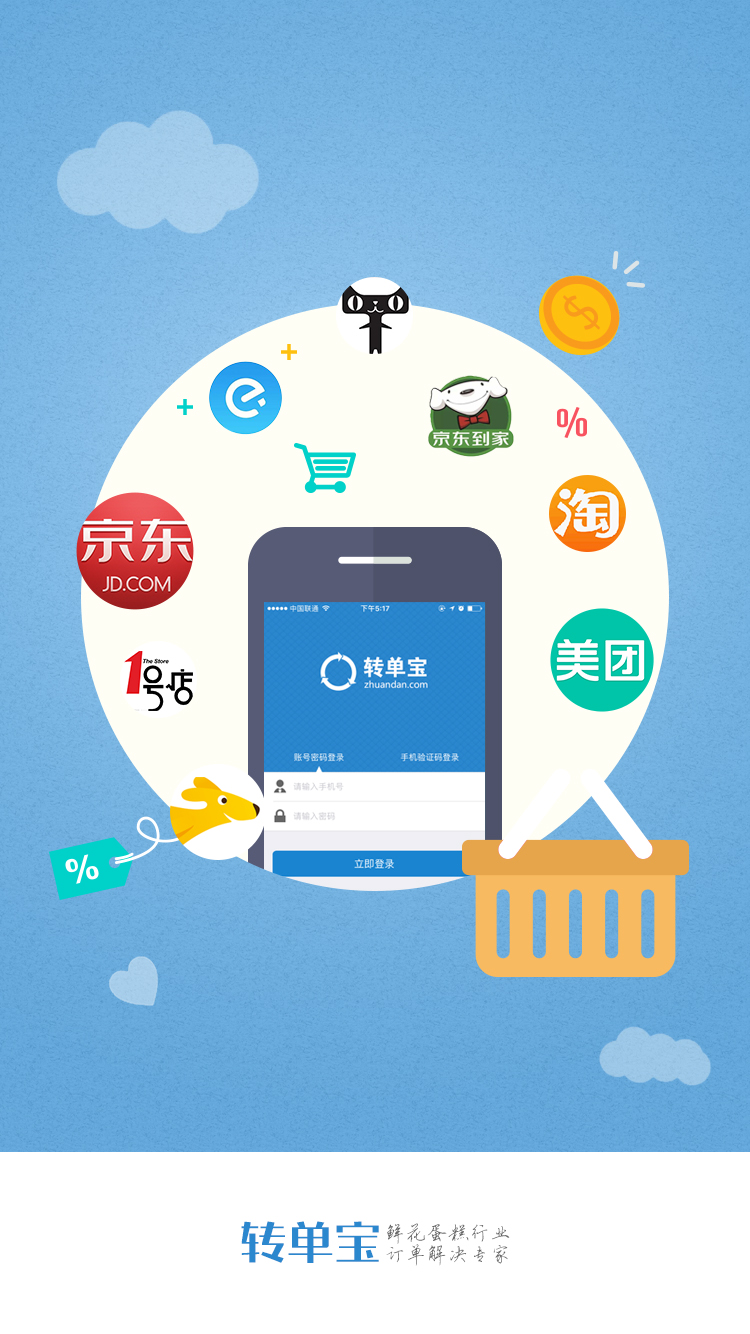 京东到家
%
淘
京东
JD.COM
美团
The Store
1号店
中国联通
下午5:17
转单宝
zhuandan.com
账号密码登录
手机验证码登录
请输入手机号
请输入密码
立即登录
%
转单宝
鲜花蛋糕行业
订单解决专家